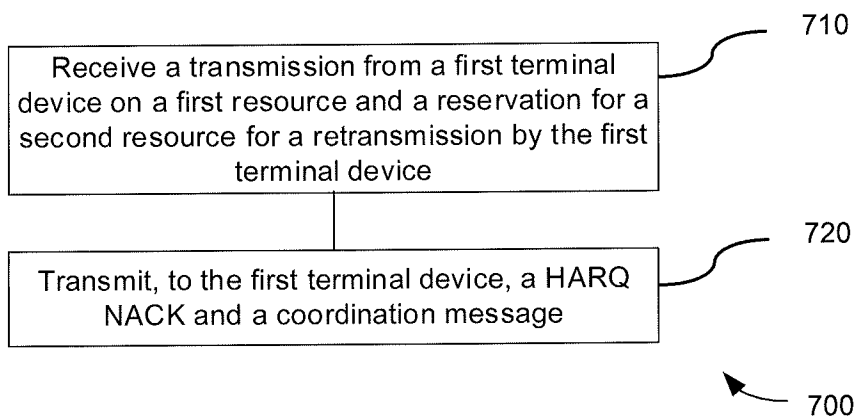 710
Receive a transmission from a first terminal
device on a first resource and a reservation for a
second resource for a retransmission by the first
terminal device
720
Transmit, to the first terminal device, a HARQ
NACK and a coordination message
700